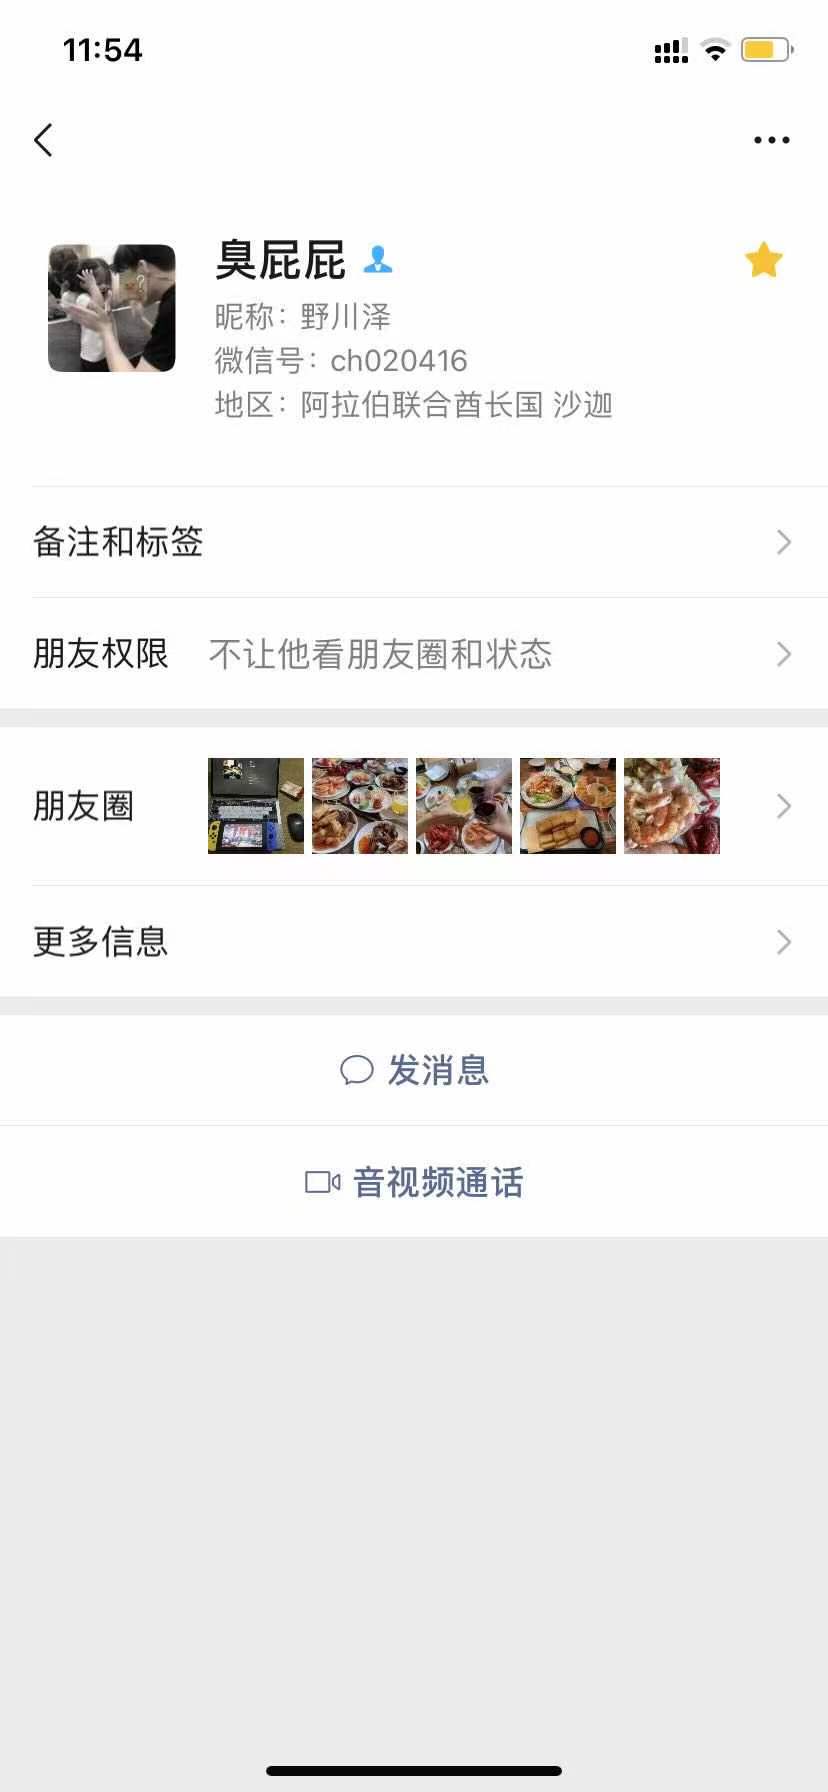 11:54
臭屁屁
昵称：野川泽
微信号：ch020416
地区：阿拉伯联合酋长国 沙迦
备注和标签
朋友权限 不让他看朋友圈和状态
朋友圈
更多信息
发消息
音视频通话